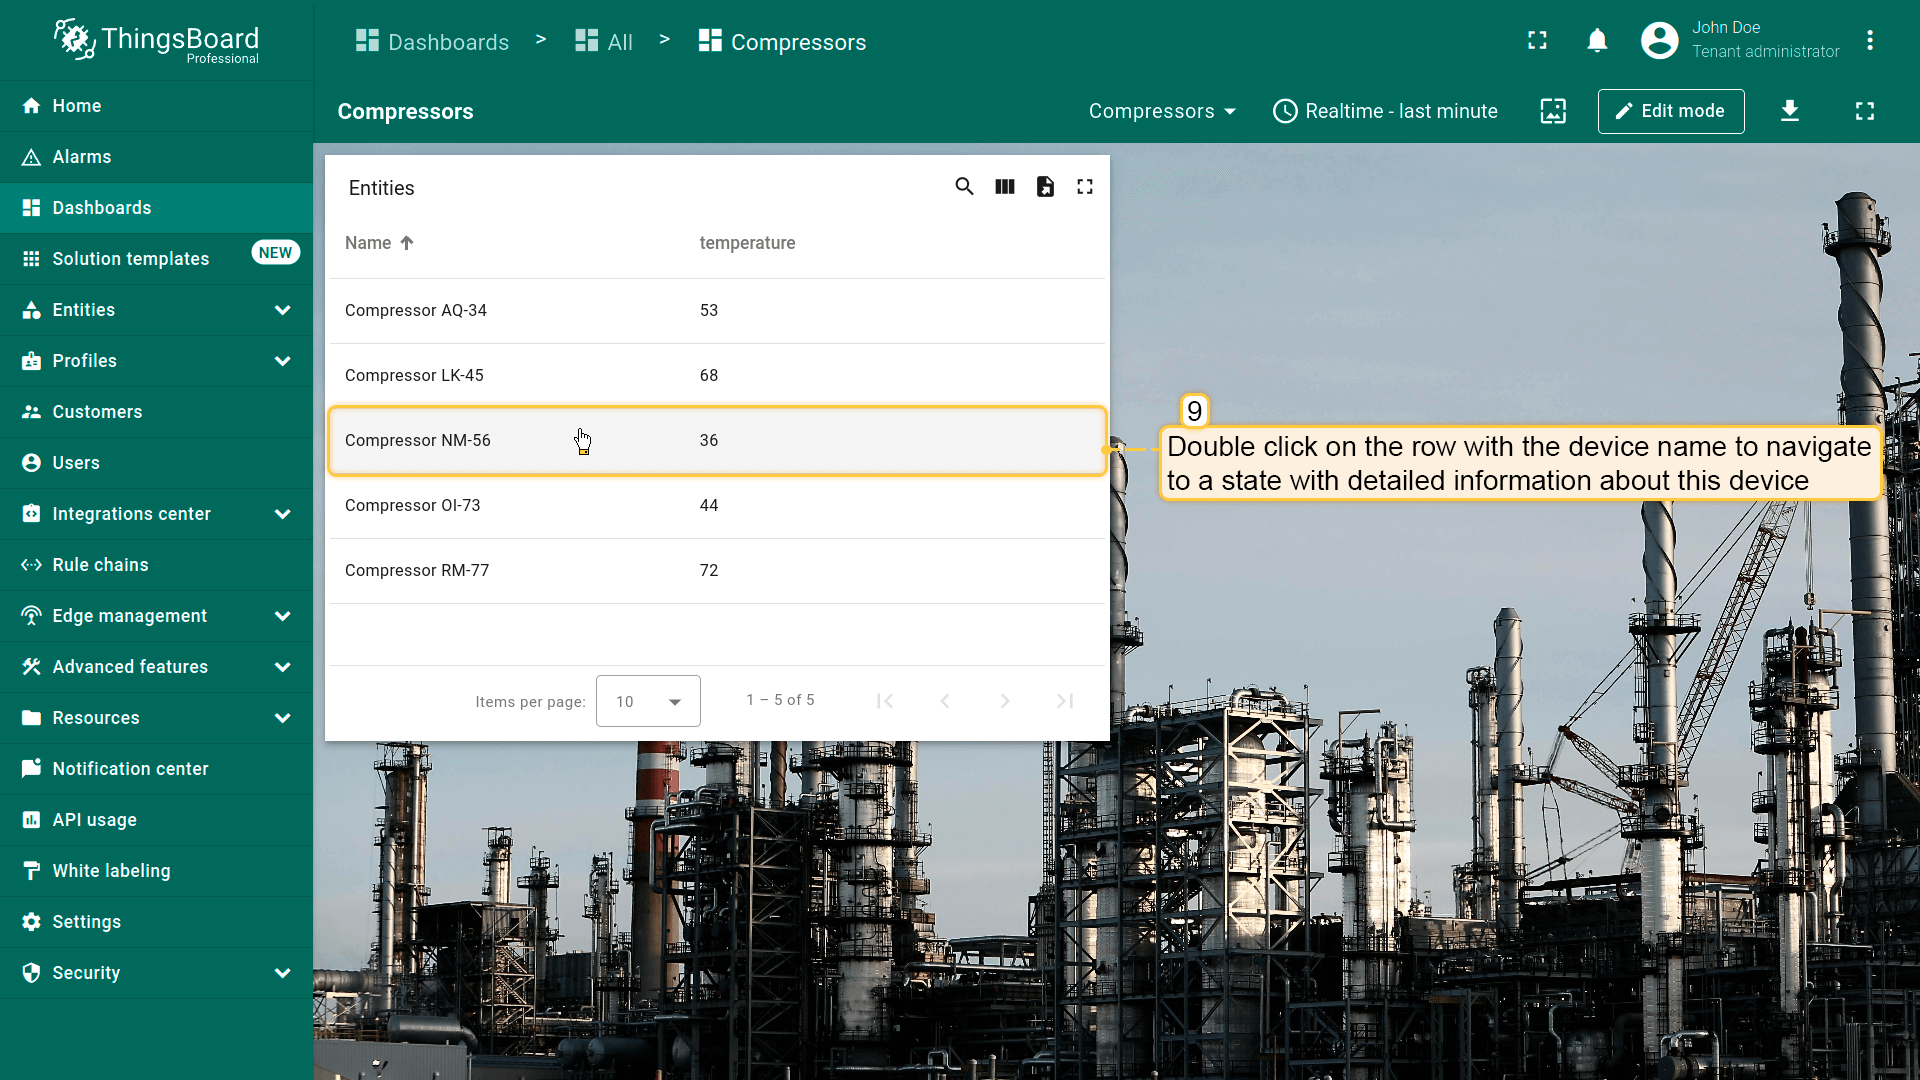 ThingsBoard
Professional
Dashboards > All > Compressors
John Doe
Tenant administrator
Compressors
Compressors
Realtime - last minute
Edit mode
Home
Alarms
Dashboards
Solution templates
NEW
Entities
Profiles
Customers
Users
Integrations center
Rule chains
Edge management
Advanced features
Resources
Notification center
API usage
White labeling
Settings
Security
Entities
Name temperature
Compressor AQ-34 53
Compressor LK-45 68
Compressor NM-56 36
Compressor OI-73 44
Compressor RM-77 72
Items per page: 10 1 – 5 of 5
9
Double click on the row with the device name to navigate
to a state with detailed information about this device